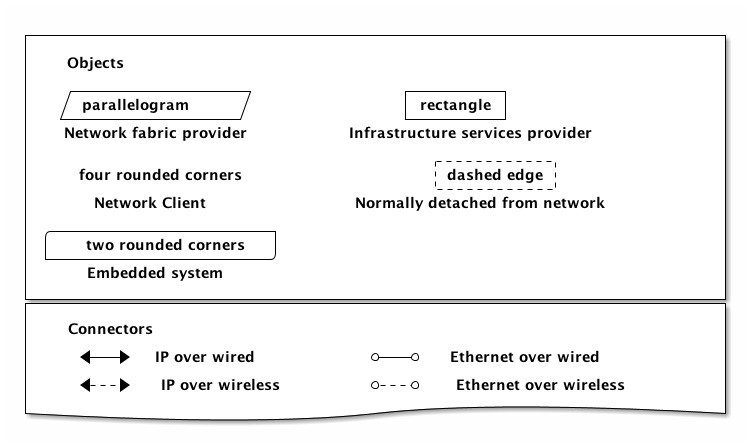 Objects
parallelogram
rectangle
Network fabric provider
Infrastructure services provider
four rounded corners
dashed edge
Network Client
Normally detached from network
two rounded corners
Embedded system
Connectors
IP over wired
Ethernet over wired
IP over wireless
Ethernet over wireless